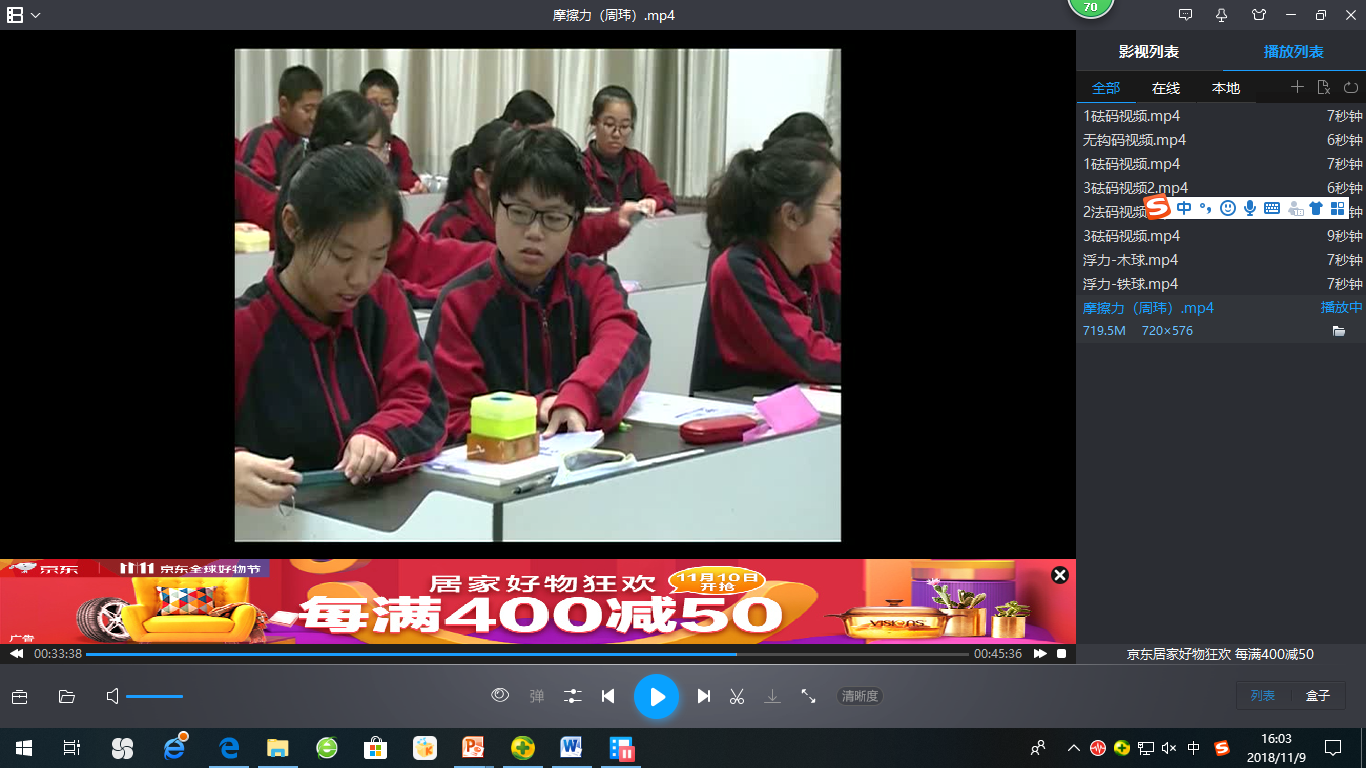 摩擦力（周玮）.mp4
70
影视列表
播放列表
全部
在线
本地
1砝码视频.mp4 7秒钟
无钩码视频.mp4 6秒钟
1砝码视频.mp4 7秒钟
3砝码视频2.mp4 6秒钟
中
2法码视频 钟
3砝码视频.mp4 9秒钟
浮力-木球.mp4 7秒钟
浮力-铁球.mp4 7秒钟
摩擦力（周玮）.mp4 播放中
719.5M 720×576
京东
11.11 京东全球好物节
居家好物狂欢
11月10日
开抢
每满400减50
VISIONS
广告
00:33:38
00:45:36
京东居家好物狂欢 每满400减50
弹
清晰度
列表
盒子
中
16:03
2018/11/9